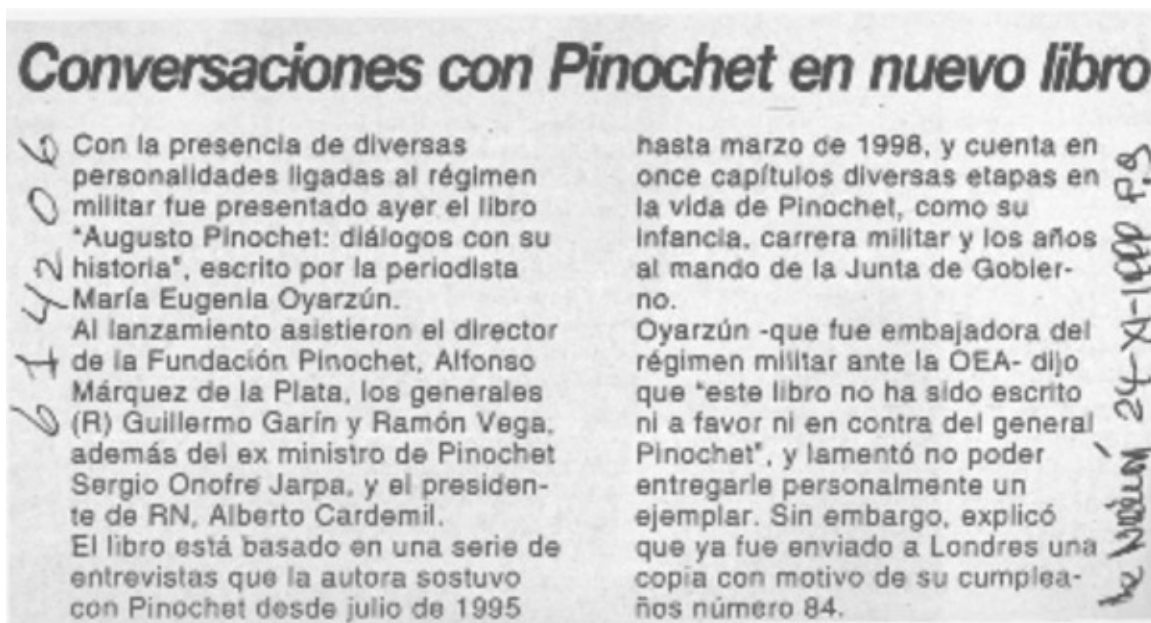 Conversaciones con Pinochet en nuevo libro
Con la presencia de diversas
personalidades ligadas al régimen
militar fue presentado ayer el libro
"Augusto Pinochet: diálogos con su
historia", escrito por la periodista
María Eugenia Oyarzún.
Al lanzamiento asistieron el director
de la Fundación Pinochet, Alfonso
Márquez de la Plata, los generales
(R) Guillermo Garín y Ramón Vega,
además del ex ministro de Pinochet
Sergio Onofre Jarpa, y el presiden-
te de RN, Alberto Cardemil.
El libro está basado en una serie de
entrevistas que la autora sostuvo
con Pinochet desde julio de 1995
hasta marzo de 1998, y cuenta en
once capítulos diversas etapas en
la vida de Pinochet, como su
infancia, carrera militar y los años
al mando de la Junta de Gobier-
no.
Oyarzún -que fue embajadora del
régimen militar ante la OEA- dijo
que "este libro no ha sido escrito
ni a favor ni en contra del general
Pinochet", y lamentó no poder
entregarle personalmente un
ejemplar. Sin embargo, explicó
que ya fue enviado a Londres una
copia con motivo de su cumplea-
ños número 84.
6142206
24-XI-1999 P.9